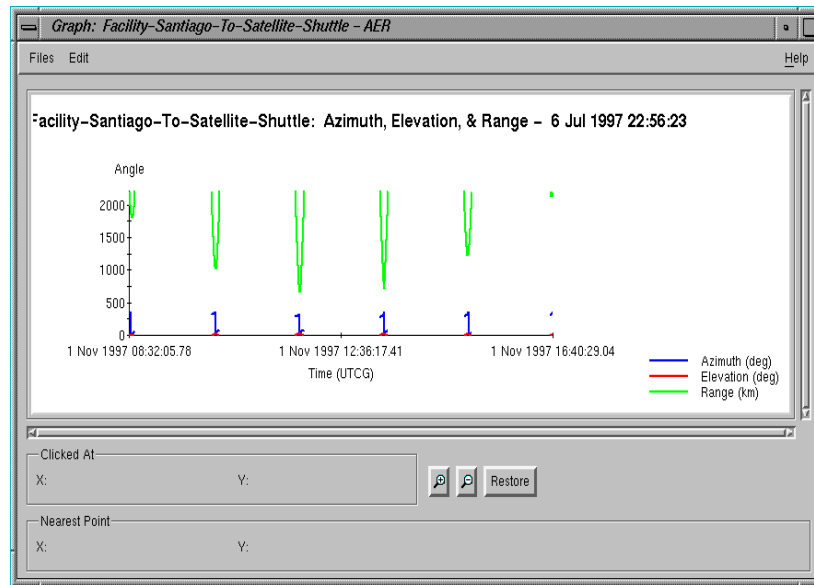 Graph: Facility-Santiago-To-Satellite-Shuttle - AER
Files Edit Help
Facility-Santiago-To-Satellite-Shuttle: Azimuth, Elevation, & Range - 6 Jul 1997 22:56:23
Angle
2000
1500
1000
500
0
1 Nov 1997 08:32:05.78 1 Nov 1997 12:36:17.41 1 Nov 1997 16:40:29.04
Time (UTCG)
Azimuth (deg)
Elevation (deg)
Range (km)
Clicked At
X: Y:
Restore
Nearest Point
X: Y: